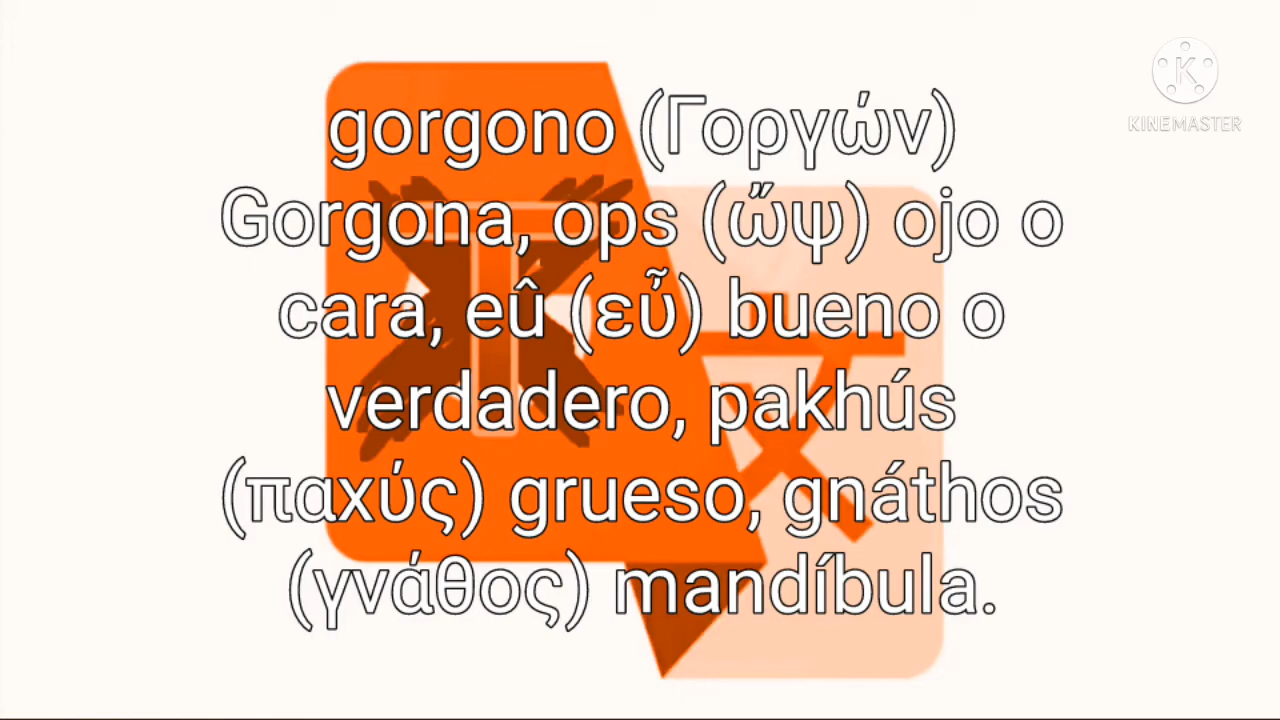 KINEMASTER
gorgono (Γοργών)
Gorgona, ops (ὤψ) ojo o
cara, eû (εὖ) bueno o
verdadero, pakhús
(παχύς) grueso, gnáthos
(γνάθος) mandíbula.